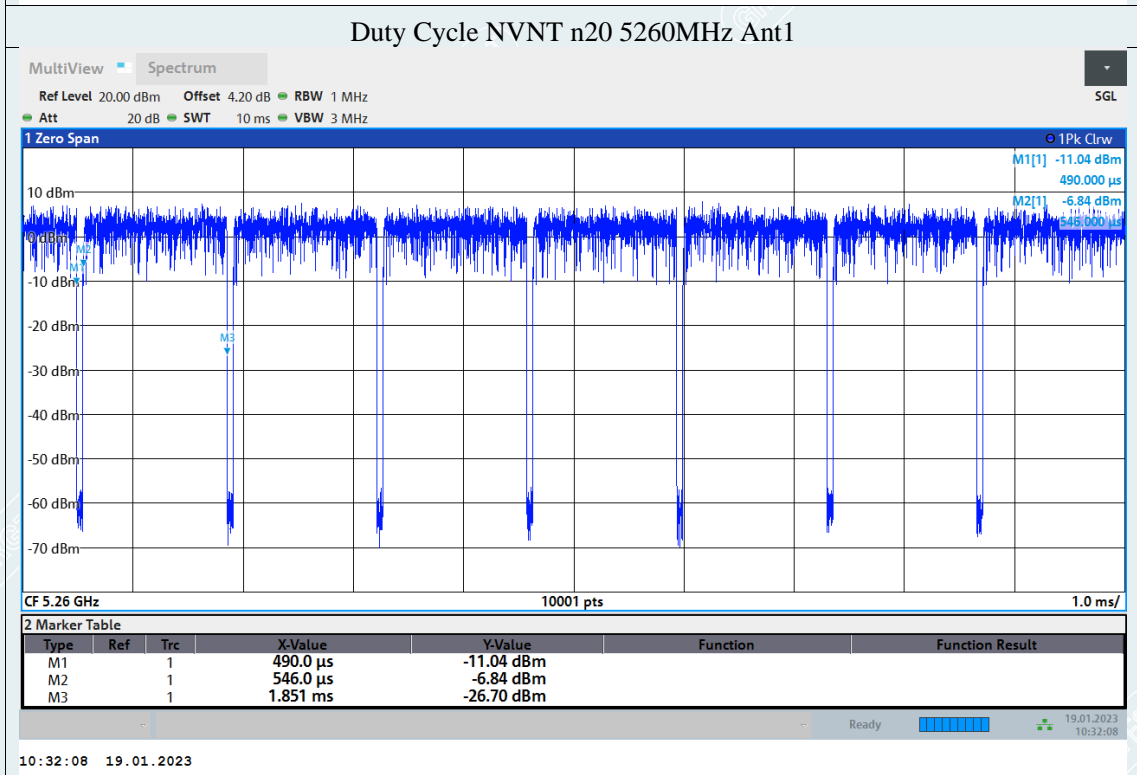 Duty Cycle NVNT n20 5260MHz Ant1
MultiView Spectrum
Ref Level 20.00 dBm Offset 4.20 dB RBW 1 MHz SGL
Att 20 dB SWT 10 ms VBW 3 MHz
1 Zero Span 1Pk Clrw
M1[1] -11.04 dBm
490.000 µs
10 dBm
M2[1] -6.84 dBm
546.000 µs
0 dBm
M2
M1
-10 dBm
-20 dBm
M3
-30 dBm
-40 dBm
-50 dBm
-60 dBm
-70 dBm
CF 5.26 GHz 10001 pts 1.0 ms/
2 Marker Table
Type Ref Trc X-Value Y-Value Function Function Result
M1 1 490.0 µs -11.04 dBm
M2 1 546.0 µs -6.84 dBm
M3 1 1.851 ms -26.70 dBm
Ready 19.01.2023
10:32:08
10:32:08 19.01.2023